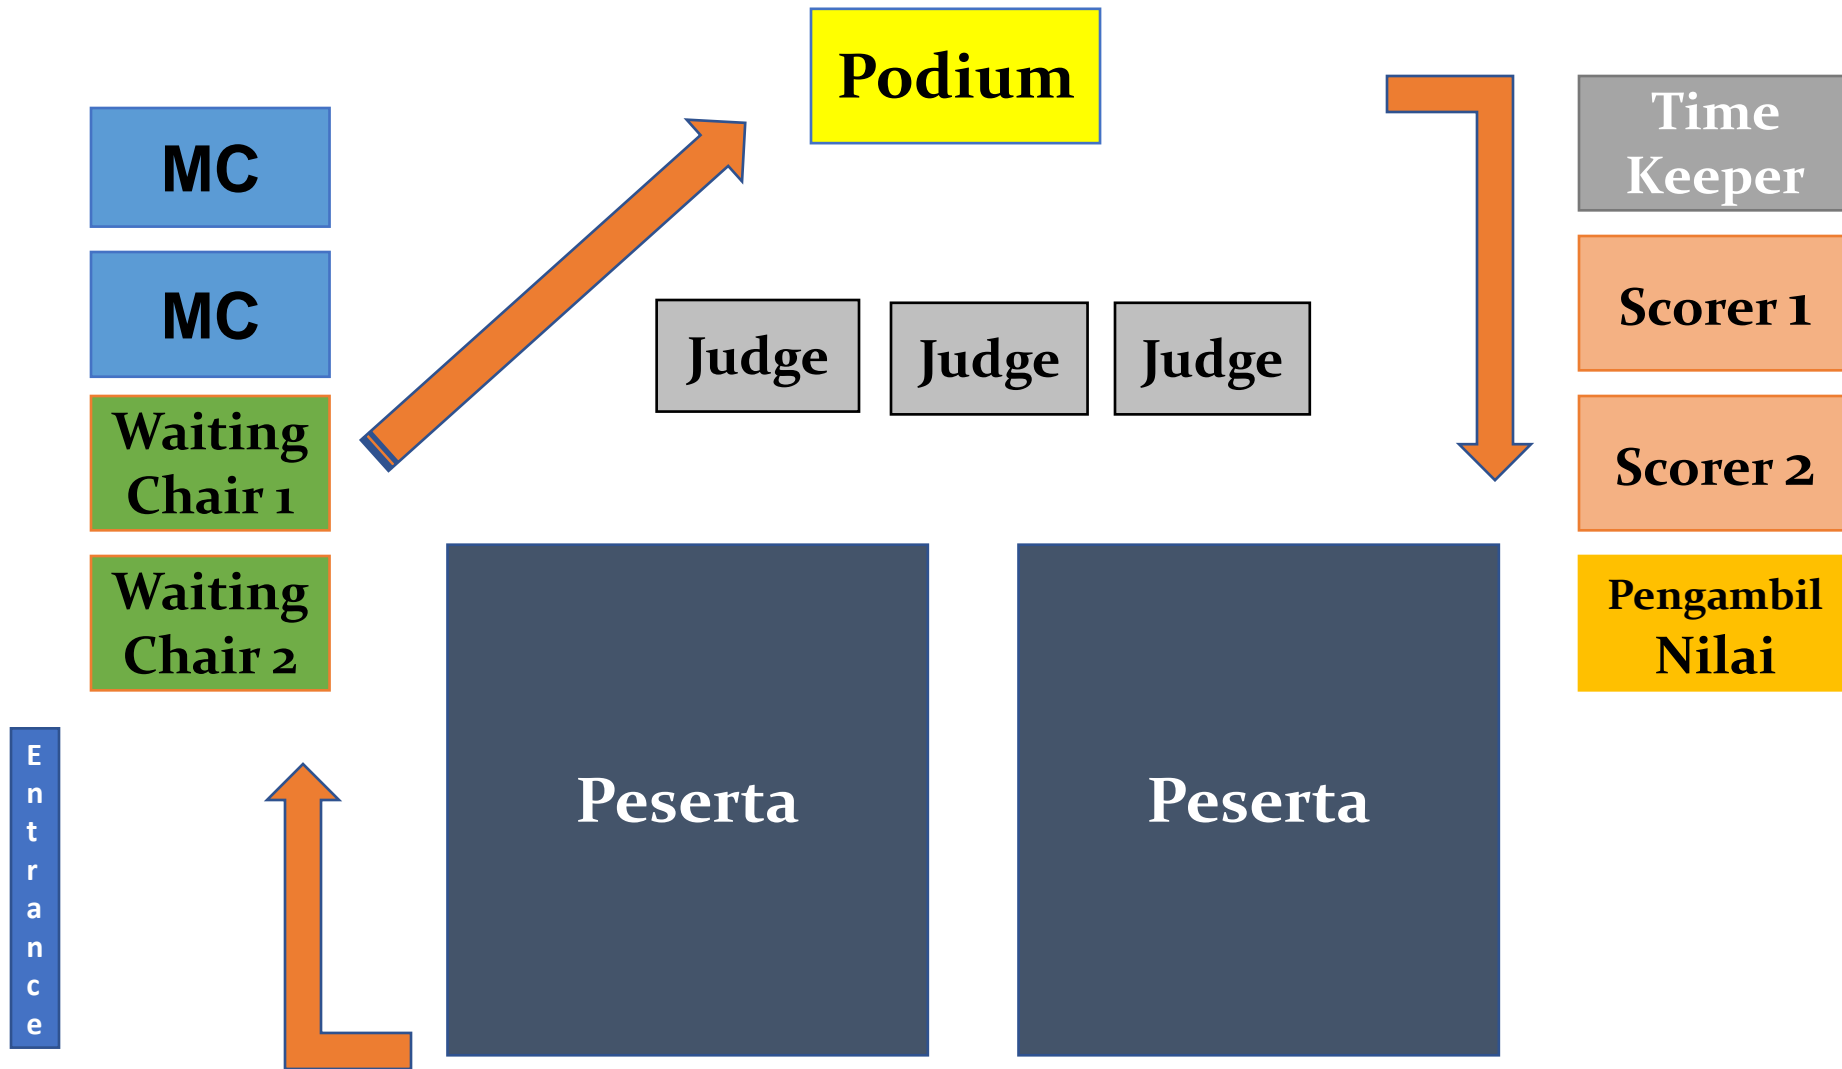 Podium
MC
MC
Waiting
Chair 1
Waiting
Chair 2
Entrance
Judge
Judge
Judge
Peserta
Peserta
Time
Keeper
Scorer 1
Scorer 2
Pengambil
Nilai